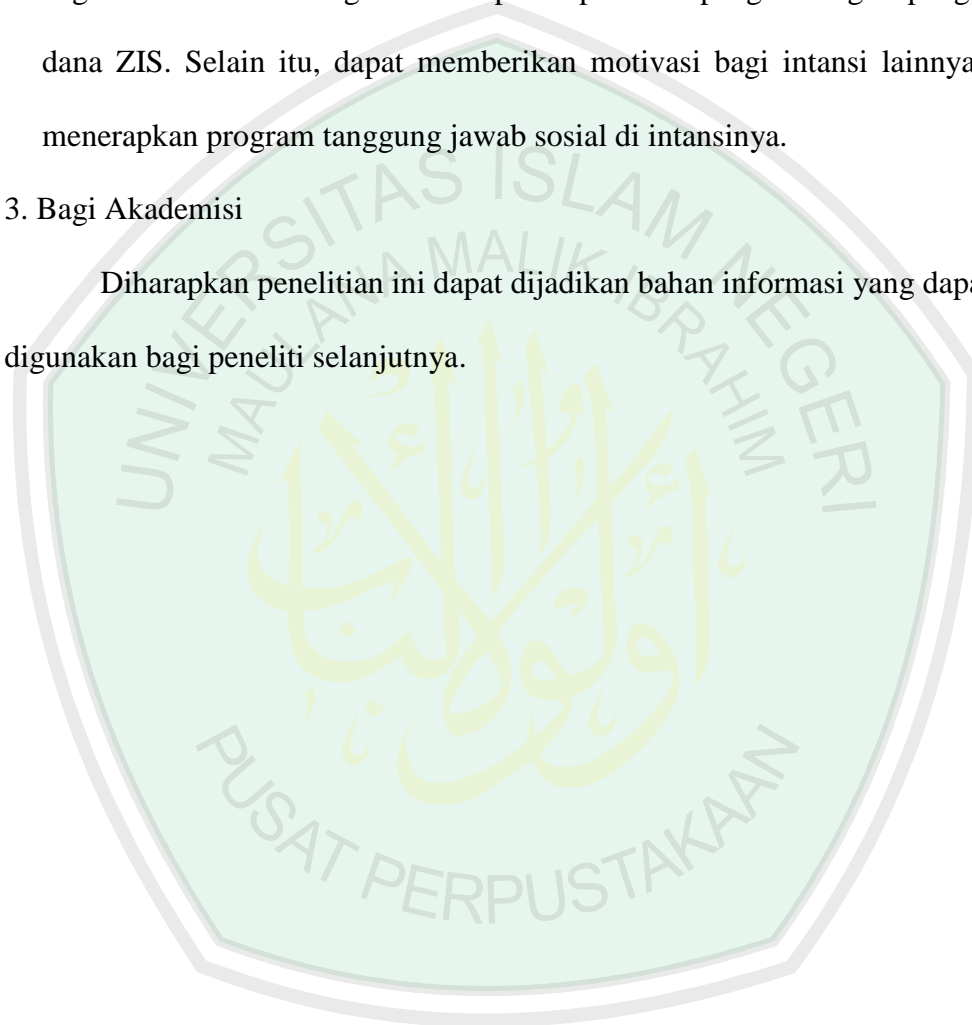 dana ZIS. Selain itu, dapat memberikan motivasi bagi intansi lainnya
menerapkan program tanggung jawab sosial di intansinya.
3. Bagi Akademisi
Diharapkan penelitian ini dapat dijadikan bahan informasi yang
digunakan bagi peneliti selanjutnya.
UNIVERSITAS ISLAM NEGERI
MAULANA MALIK IBRAHIM
PUSAT PERPUSTAKAAN